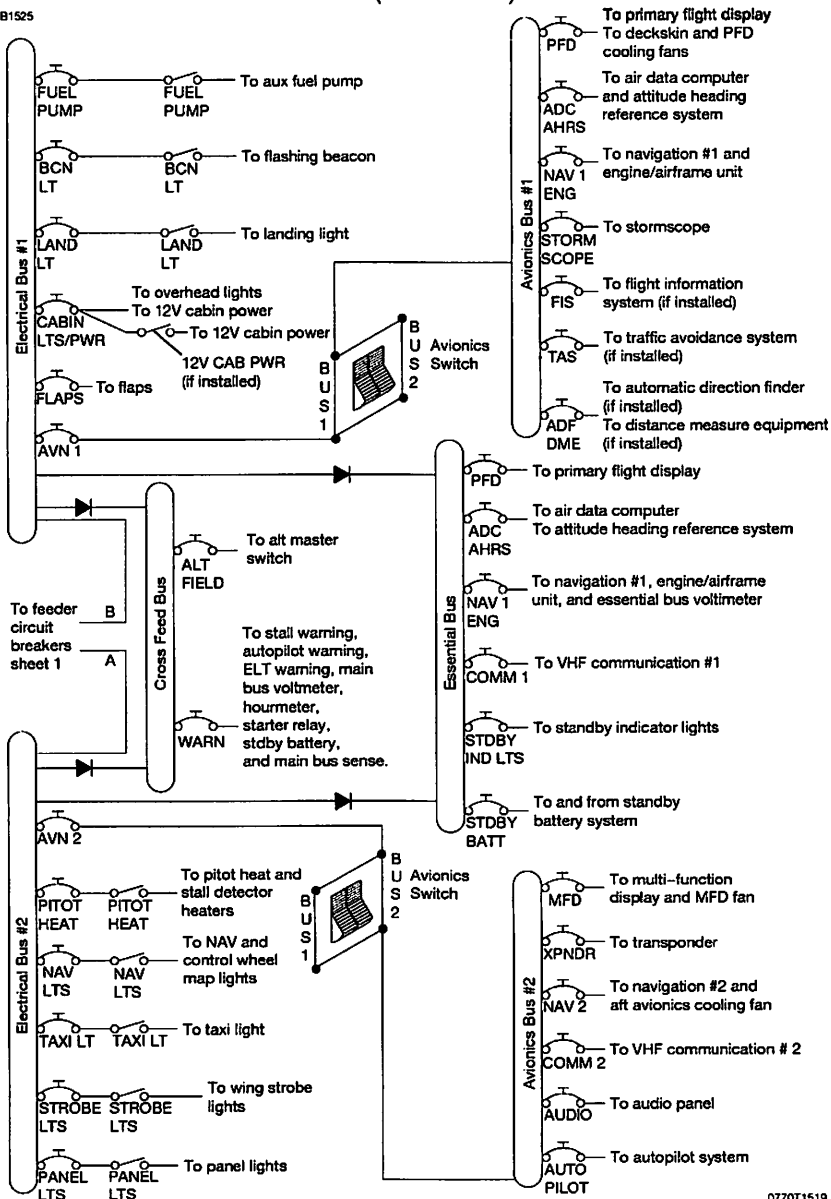 B1525
Electrical Bus #1
FUEL
PUMP
FUEL
PUMP
To aux fuel pump
BCN
LT
BCN
LT
To flashing beacon
LAND
LT
LAND
LT
To landing light
CABIN
LTS/PWR
To overhead lights
To 12V cabin power
To 12V cabin power
12V CAB PWR
(if installed)
FLAPS
To flaps
AVN 1
BUS 1
BUS 2
Avionics
Switch
Avionics Bus #1
PFD
To primary flight display
To deckskin and PFD
cooling fans
ADC
AHRS
To air data computer
and attitude heading
reference system
NAV 1
ENG
To navigation #1 and
engine/airframe unit
STORM
SCOPE
To stormscope
FIS
To flight information
system (if installed)
TAS
To traffic avoidance system
(if installed)
ADF
DME
To automatic direction finder
(if installed)
To distance measure equipment
(if installed)
Cross Feed Bus
ALT
FIELD
To alt master
switch
To feeder
circuit
breakers
sheet 1
B
A
WARN
To stall warning,
autopilot warning,
ELT warning, main
bus voltmeter,
hourmeter,
starter relay,
stdby battery,
and main bus sense.
Essential Bus
PFD
To primary flight display
ADC
AHRS
To air data computer
To attitude heading reference system
NAV 1
ENG
To navigation #1, engine/airframe
unit, and essential bus voltimeter
COMM 1
To VHF communication #1
STDBY
IND LTS
To standby indicator lights
STDBY
BATT
To and from standby
battery system
Electrical Bus #2
AVN 2
PITOT
HEAT
PITOT
HEAT
To pitot heat and
stall detector
heaters
NAV
LTS
NAV
LTS
To NAV and
control wheel
map lights
TAXI LT
TAXI LT
To taxi light
STROBE
LTS
STROBE
LTS
To wing strobe
lights
PANEL
LTS
PANEL
LTS
To panel lights
BUS 1
BUS 2
Avionics
Switch
Avionics Bus #2
MFD
To multi-function
display and MFD fan
XPNDR
To transponder
NAV 2
To navigation #2 and
aft avionics cooling fan
COMM 2
To VHF communication # 2
AUDIO
To audio panel
AUTO
PILOT
To autopilot system
0770T1519